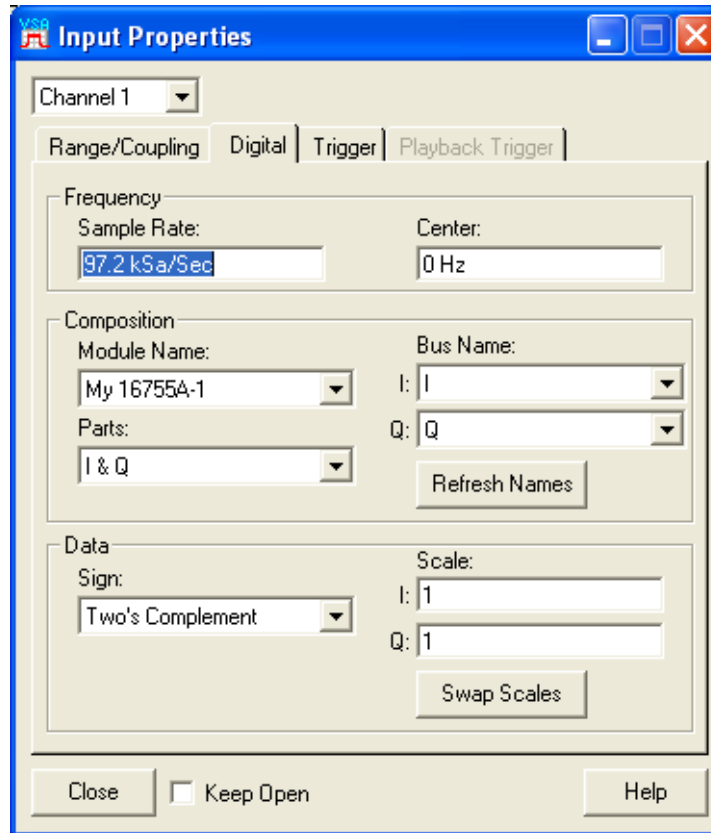 VSA
Input Properties
Channel 1
Range/Coupling Digital Trigger Playback Trigger
Frequency
Sample Rate: Center:
97.2 kSa/Sec 0 Hz
Composition
Module Name: Bus Name:
My 16755A-1 I: I
Parts: Q: Q
I & Q
Refresh Names
Data
Sign: Scale:
Two's Complement I: 1
Q: 1
Swap Scales
Close Keep Open Help